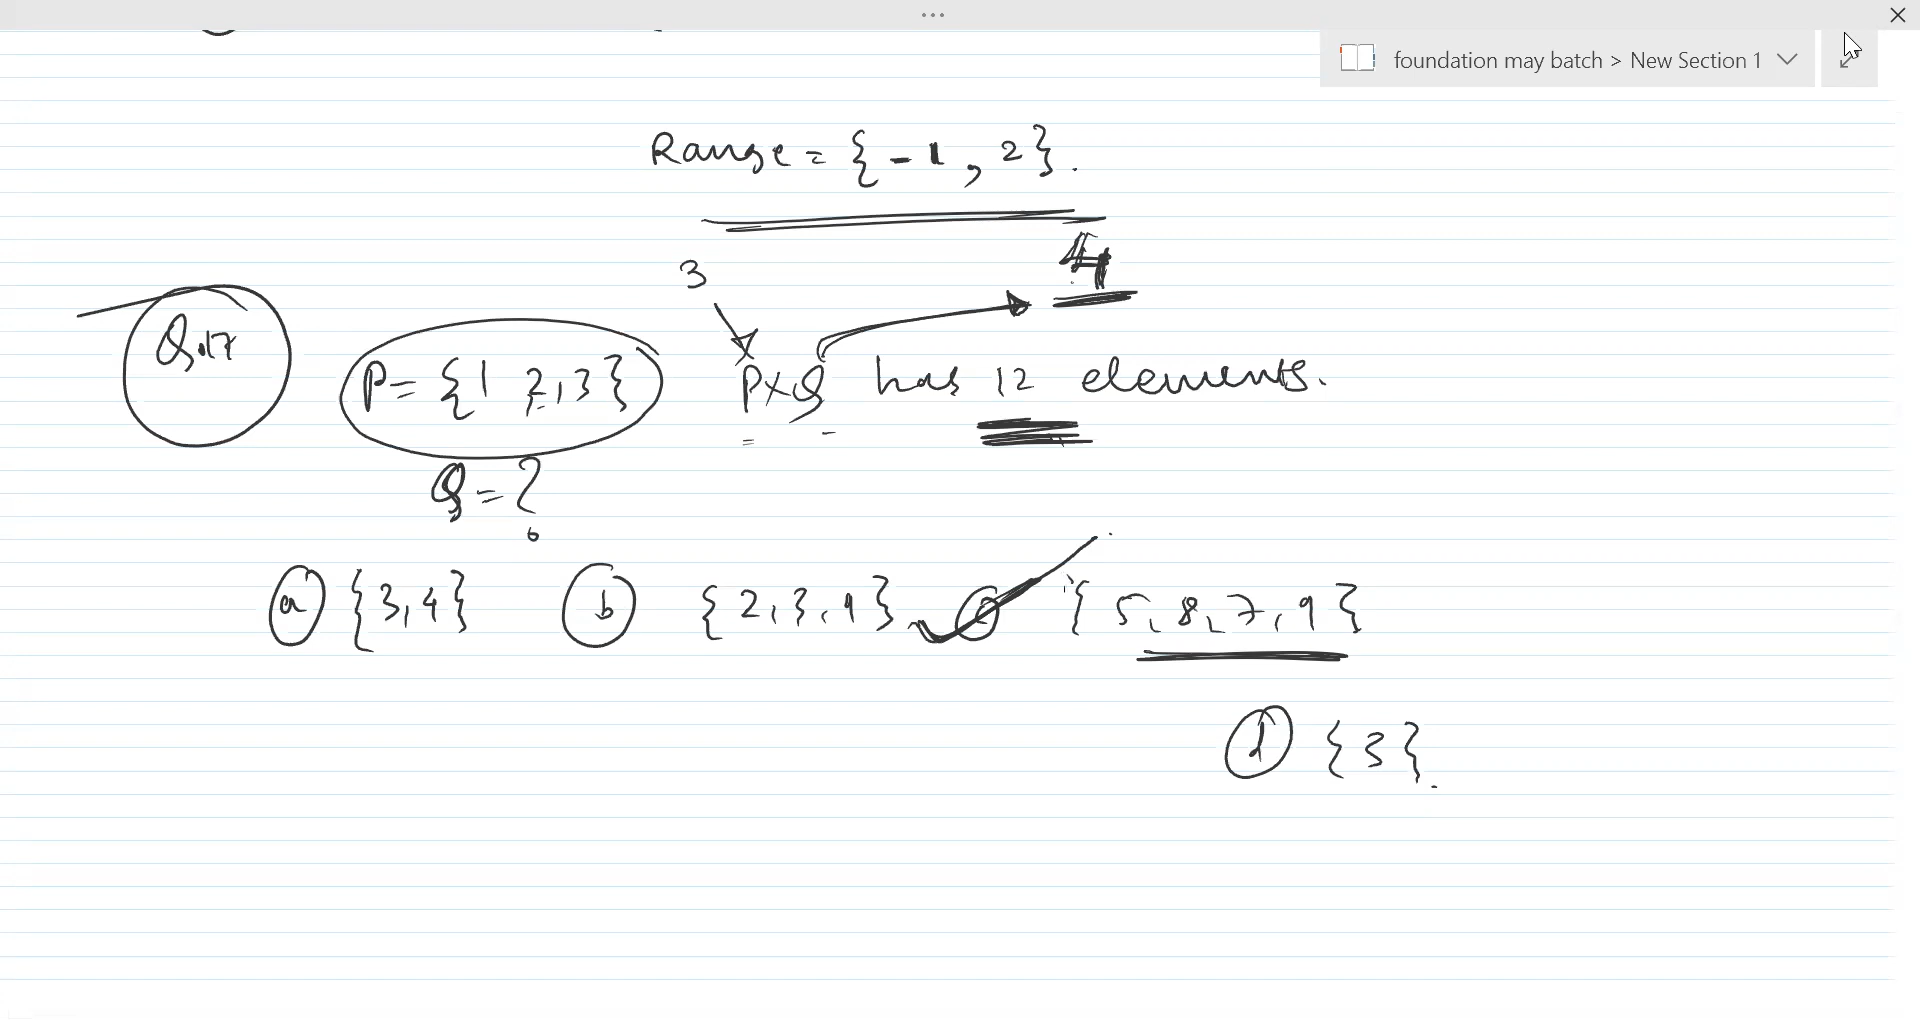 foundation may batch > New Section 1
Range = {-1, 2}.
3
4
Q.17 P = {1 2,3} P×Q has 12 elements.
Q = ?
a {3,4} b {2,3,9} c {5,8,7,9}
d {3}.